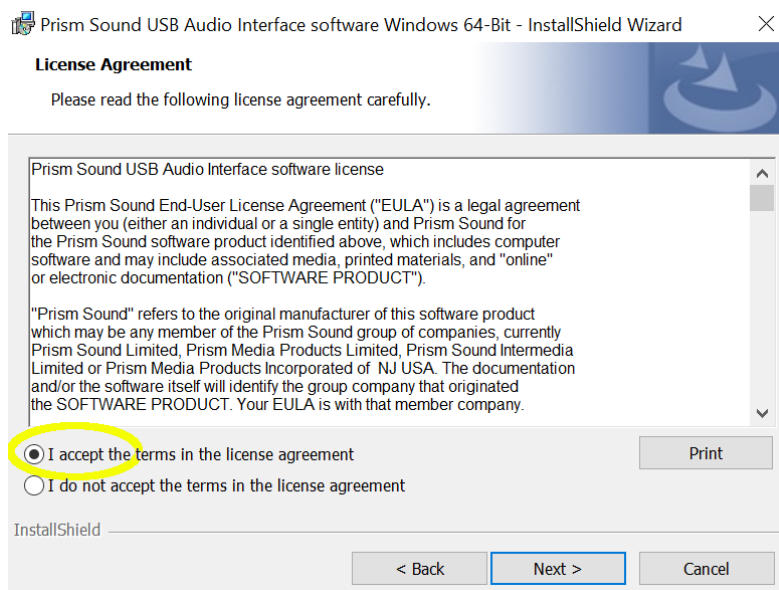 Prism Sound USB Audio Interface software Windows 64-Bit - InstallShield Wizard
License Agreement
Please read the following license agreement carefully.
Prism Sound USB Audio Interface software license
This Prism Sound End-User License Agreement ("EULA") is a legal agreement
between you (either an individual or a single entity) and Prism Sound for
the Prism Sound software product identified above, which includes computer
software and may include associated media, printed materials, and "online"
or electronic documentation ("SOFTWARE PRODUCT").
"Prism Sound" refers to the original manufacturer of this software product
which may be any member of the Prism Sound group of companies, currently
Prism Sound Limited, Prism Media Products Limited, Prism Sound Intermedia
Limited or Prism Media Products Incorporated of  NJ USA. The documentation
and/or the software itself will identify the group company that originated
the SOFTWARE PRODUCT. Your EULA is with that member company.
I accept the terms in the license agreement
Print
I do not accept the terms in the license agreement
InstallShield
< Back
Next >
Cancel